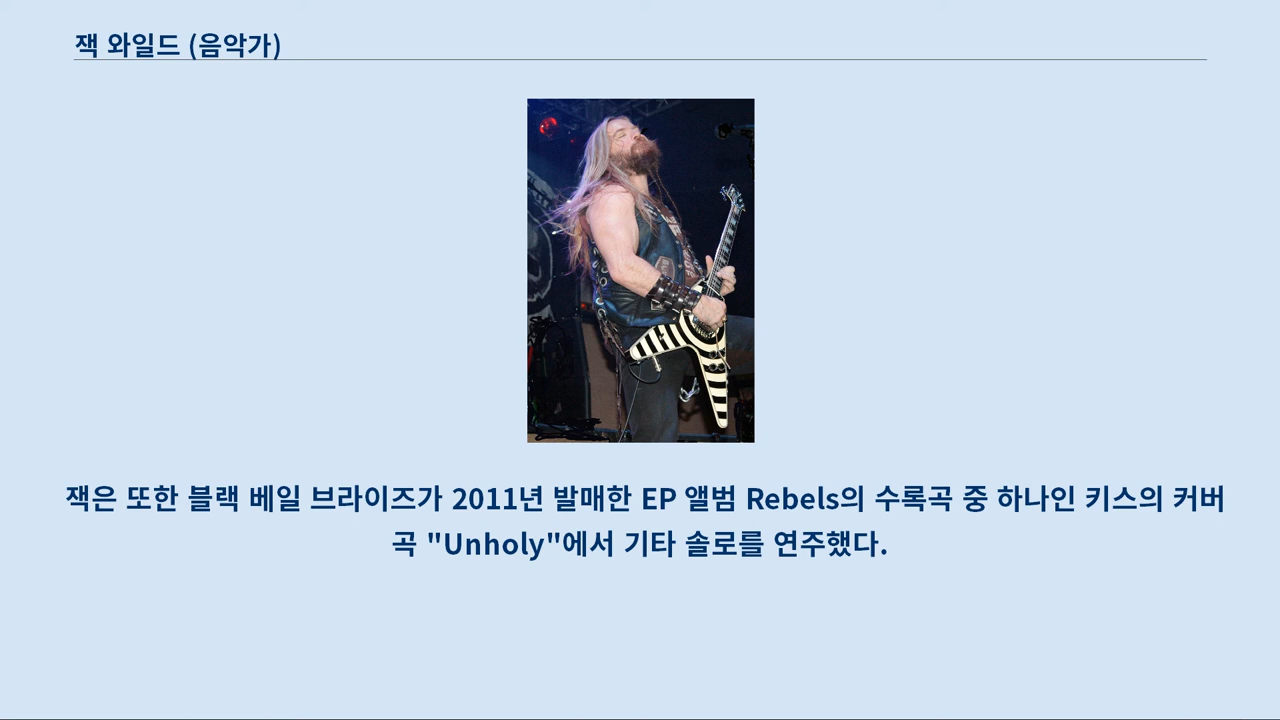 잭 와일드 (음악가)
잭은 또한 블랙 베일 브라이즈가 2011년 발매한 EP 앨범 Rebels의 수록곡 중 하나인 키스의 커버
곡 "Unholy"에서 기타 솔로를 연주했다.